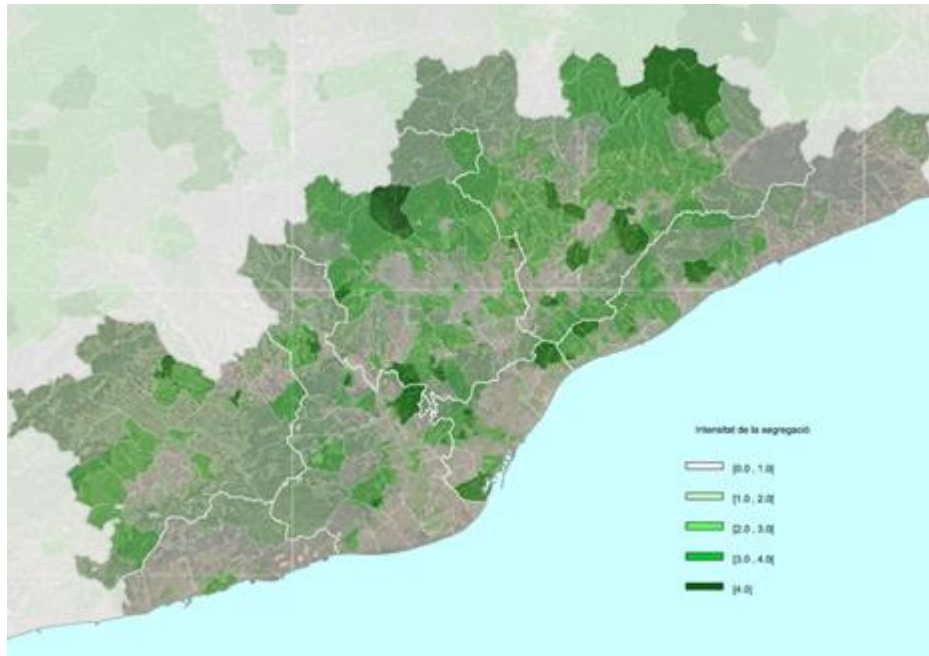 Intensitat de la segregació
[0.0 , 1.0[
[1.0 , 2.0[
[2.0 , 3.0[
[3.0 , 4.0[
[4.0]